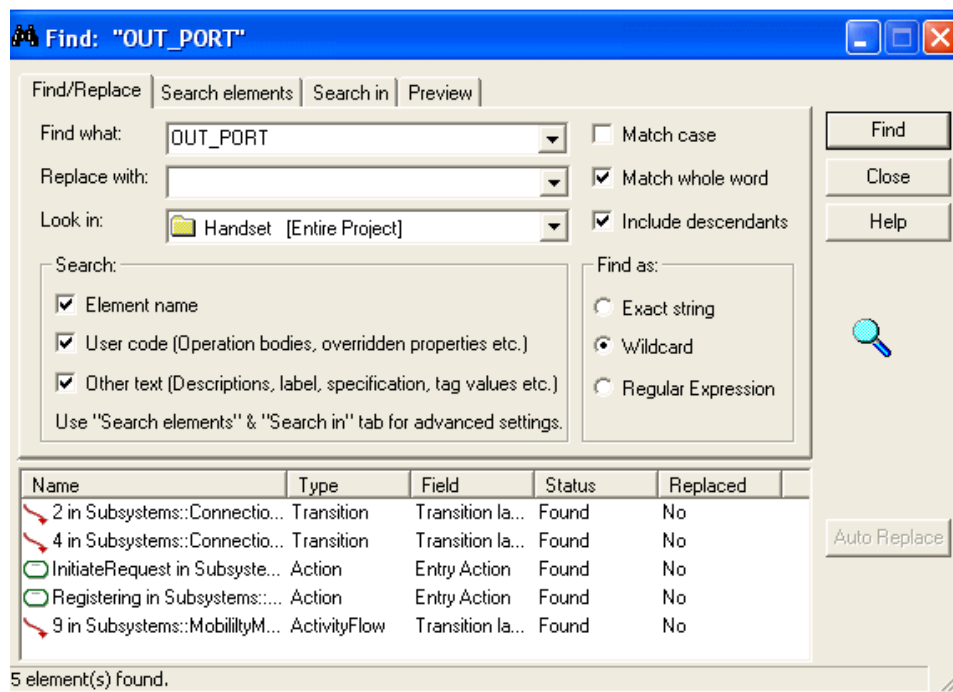 Find: "OUT_PORT"
Find/Replace Search elements Search in Preview
Find what: OUT_PORT Match case Find
Replace with: Match whole word Close
Look in: Handset [Entire Project] Include descendants Help
Search: Find as:
Element name Exact string
User code (Operation bodies, overridden properties etc.) Wildcard
Other text (Descriptions, label, specification, tag values etc.) Regular Expression
Use "Search elements" & "Search in" tab for advanced settings.
Name Type Field Status Replaced
2 in Subsystems::Connectio... Transition Transition la... Found No
4 in Subsystems::Connectio... Transition Transition la... Found No Auto Replace
InitiateRequest in Subsyste... Action Entry Action Found No
Registering in Subsystems::... Action Entry Action Found No
9 in Subsystems::MobililtyM... ActivityFlow Transition la... Found No
5 element(s) found.